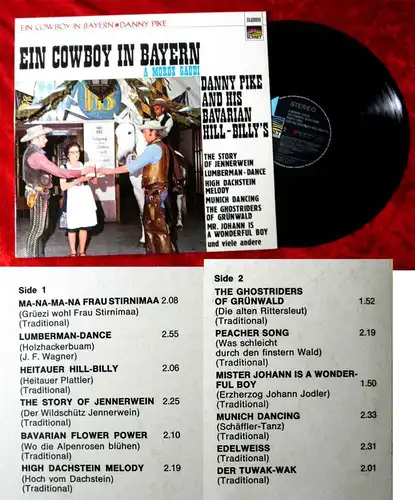 EIN COWBOY IN BAYERN • DANNY PIKE
STEREO
SUNSET
EIN COWBOY IN BAYERN
A MORDS GAUDI
DANNY PIKE
AND HIS
BAVARIAN
HILL-BILLY'S
THE STORY
OF JENNERWEIN
LUMBERMAN-DANCE
HIGH DACHSTEIN
MELODY
MUNICH DANCING
THE GHOSTRIDERS
OF GRÜNWALD
MR. JOHANN IS
A WONDERFUL BOY
und viele andere
STEREO
Side 1
MA-NA-MA-NA FRAU STIRNIMAA 2.08
(Grüezi wohl Frau Stirnimaa)
(Traditional)
LUMBERMAN-DANCE 2.55
(Holzhackerbuam)
(J. F. Wagner)
HEITAUER HILL-BILLY 2.06
(Heitauer Plattler)
(Traditional)
THE STORY OF JENNERWEIN 2.25
(Der Wildschütz Jennerwein)
(Traditional)
BAVARIAN FLOWER POWER 2.10
(Wo die Alpenrosen blühen)
(Traditional)
HIGH DACHSTEIN MELODY 2.19
(Hoch vom Dachstein)
(Traditional)
Side 2
THE GHOSTRIDERS
OF GRÜNWALD 1.52
(Die alten Rittersleut)
(Traditional)
PEACHER SONG 2.19
(Was schleicht
durch den finstern Wald)
(Traditional)
MISTER JOHANN IS A WONDER-
FUL BOY 1.50
(Erzherzog Johann Jodler)
(Traditional)
MUNICH DANCING 2.33
(Schäffler-Tanz)
(Traditional)
EDELWEISS 2.31
(Traditional)
DER TUWAK-WAK 2.01
(Traditional)